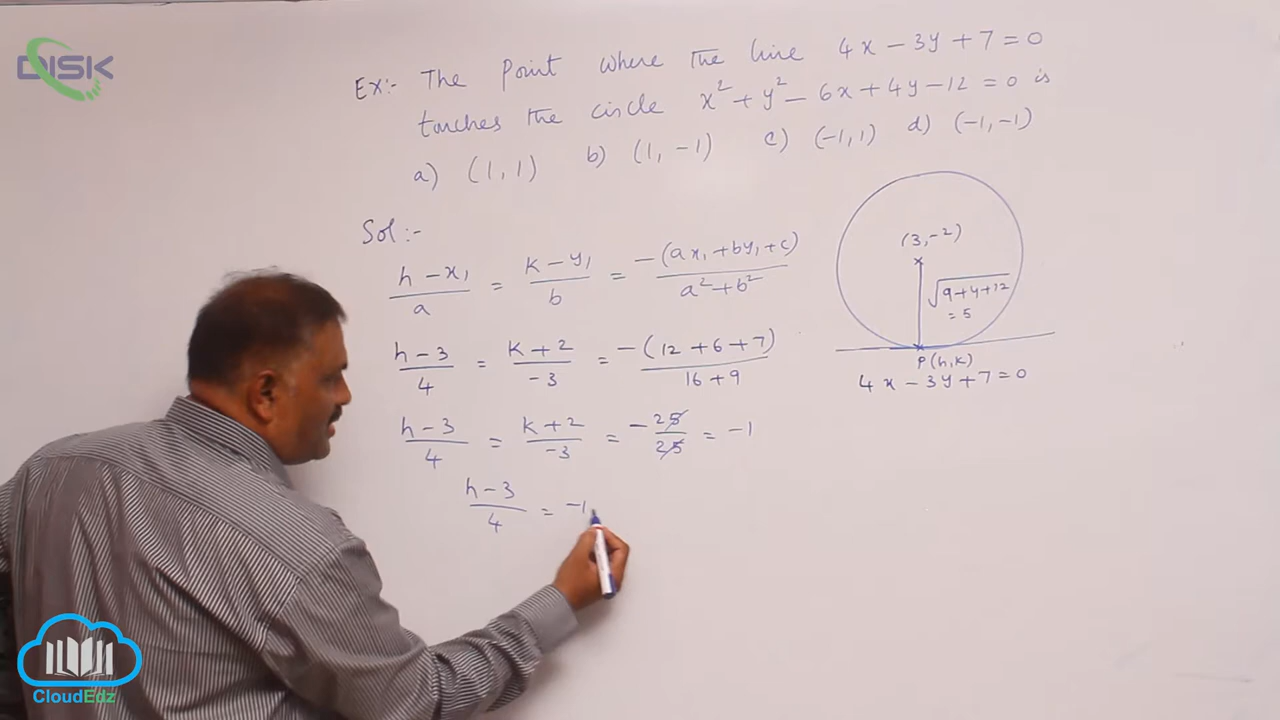 DISK
Ex:- The Point where the line 4x - 3y + 7 = 0
touches the circle x² + y² - 6x + 4y - 12 = 0 is
a) (1, 1) b) (1, -1) c) (-1, 1) d) (-1, -1)
Sol:-
(h - x₁)/a = (k - y₁)/b = -(ax₁ + by₁ + c)/(a² + b²)
(h - 3)/4 = (k + 2)/-3 = -(12 + 6 + 7)/(16 + 9)
(h - 3)/4 = (k + 2)/-3 = -25/25 = -1
(h - 3)/4 = -1
(3, -2)
√(9 + 4 + 12)
= 5
P(h, k)
4x - 3y + 7 = 0
CloudEdz